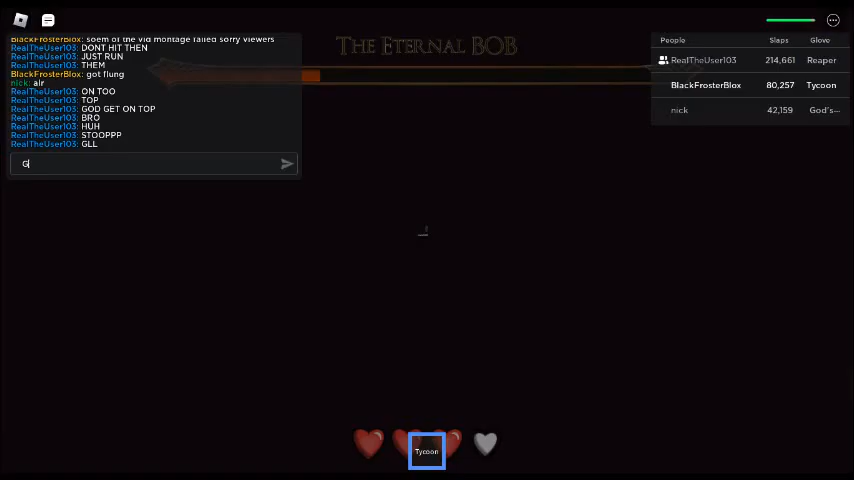 BlackFrosterBlox: soem of the vid montage failed sorry viewers
RealTheUser103: DONT HIT THEN
RealTheUser103: JUST RUN
RealTheUser103: THEM
BlackFrosterBlox: got flung
nick: alr
RealTheUser103: ON TOO
RealTheUser103: TOP
RealTheUser103: GOD GET ON TOP
RealTheUser103: BRO
RealTheUser103: HUH
RealTheUser103: STOOPPP
RealTheUser103: GLL
G
THE ETERNAL BOB
People Slaps Glove
RealTheUser103 214,661 Reaper
BlackFrosterBlox 80,257 Tycoon
nick 42,159 God's—
Tycoon